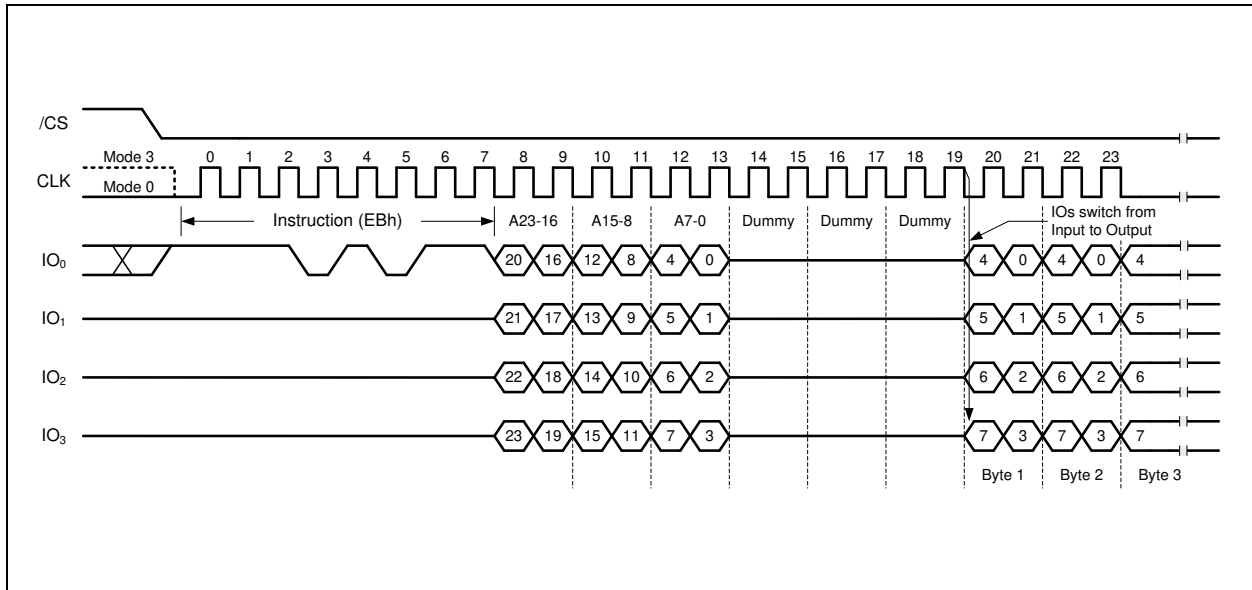 /CS
Mode 3 0 1 2 3 4 5 6 7 8 9 10 11 12 13 14 15 16 17 18 19 20 21 22 23
CLK Mode 0
Instruction (EBh) A23-16 A15-8 A7-0 Dummy Dummy Dummy
IOs switch from
Input to Output
IO₀ 20 16 12 8 4 0 4 0 4 0 4
IO₁ 21 17 13 9 5 1 5 1 5 1 5
IO₂ 22 18 14 10 6 2 6 2 6 2 6
IO₃ 23 19 15 11 7 3 7 3 7 3 7
Byte 1 Byte 2 Byte 3